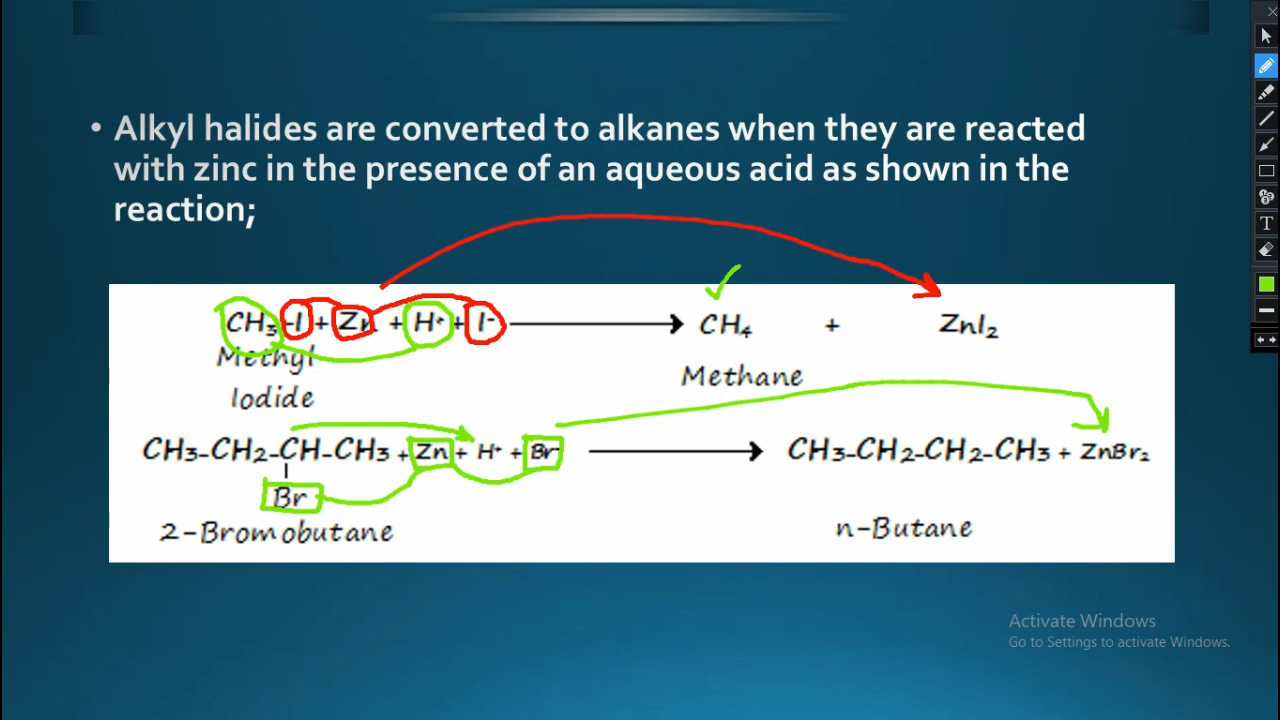 • Alkyl halides are converted to alkanes when they are reacted
with zinc in the presence of an aqueous acid as shown in the
reaction;
CH₃-I + Zn + H⁺ + I⁻ → CH₄ + ZnI₂
Methyl Methane
Iodide
CH3-CH2-CH-CH3 + Zn + H⁺ + Br⁻ → CH3-CH2-CH2-CH3 + ZnBr₂
Br
2-Bromobutane n-Butane
Activate Windows
Go to Settings to activate Windows.
T